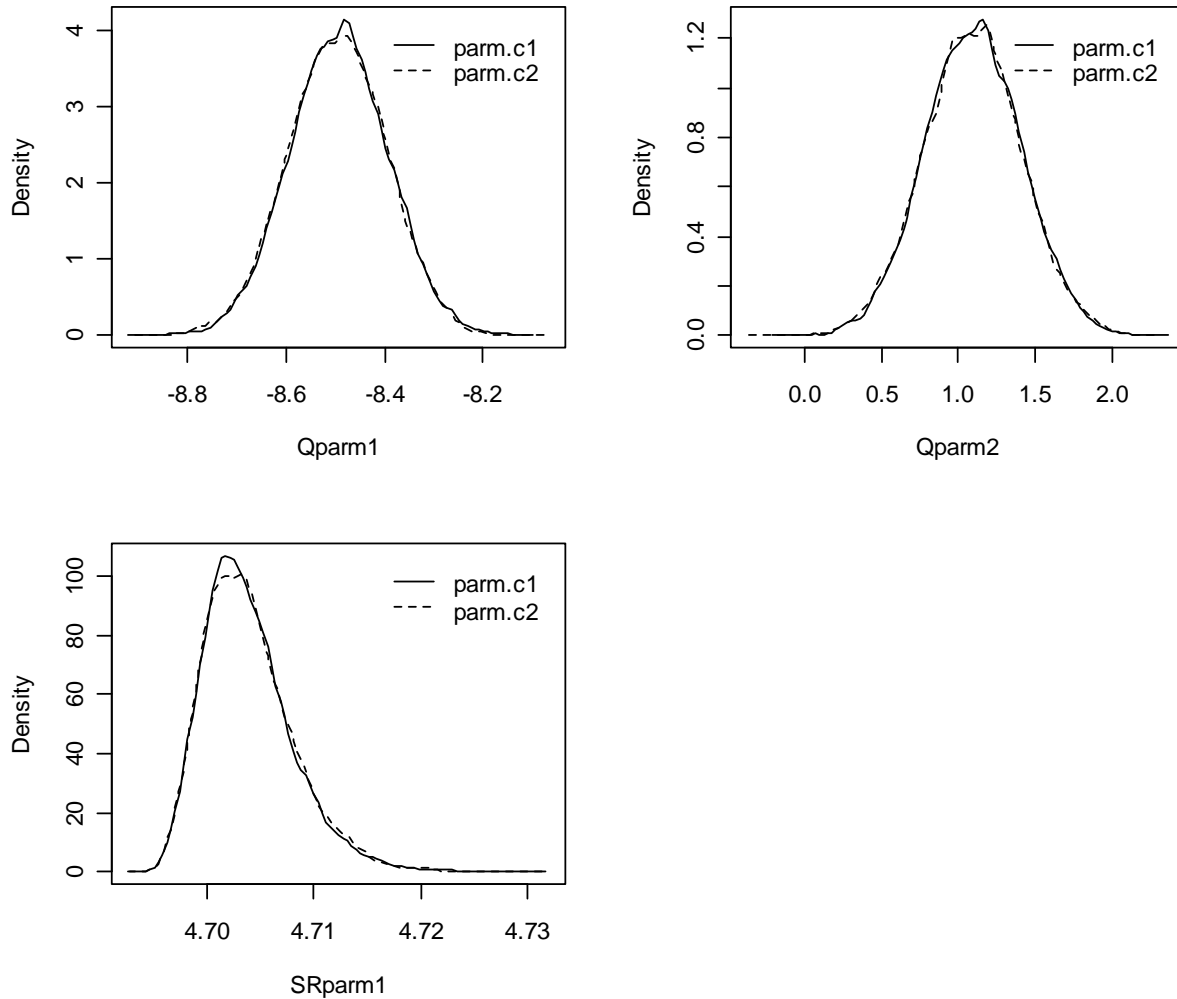 4
3
2
1
0
Density
parm.c1
parm.c2
-8.8 -8.6 -8.4 -8.2
Qparm1
1.2
0.8
0.4
0.0
Density
parm.c1
parm.c2
0.0 0.5 1.0 1.5 2.0
Qparm2
100
80
60
40
20
0
Density
parm.c1
parm.c2
4.70 4.71 4.72 4.73
SRparm1